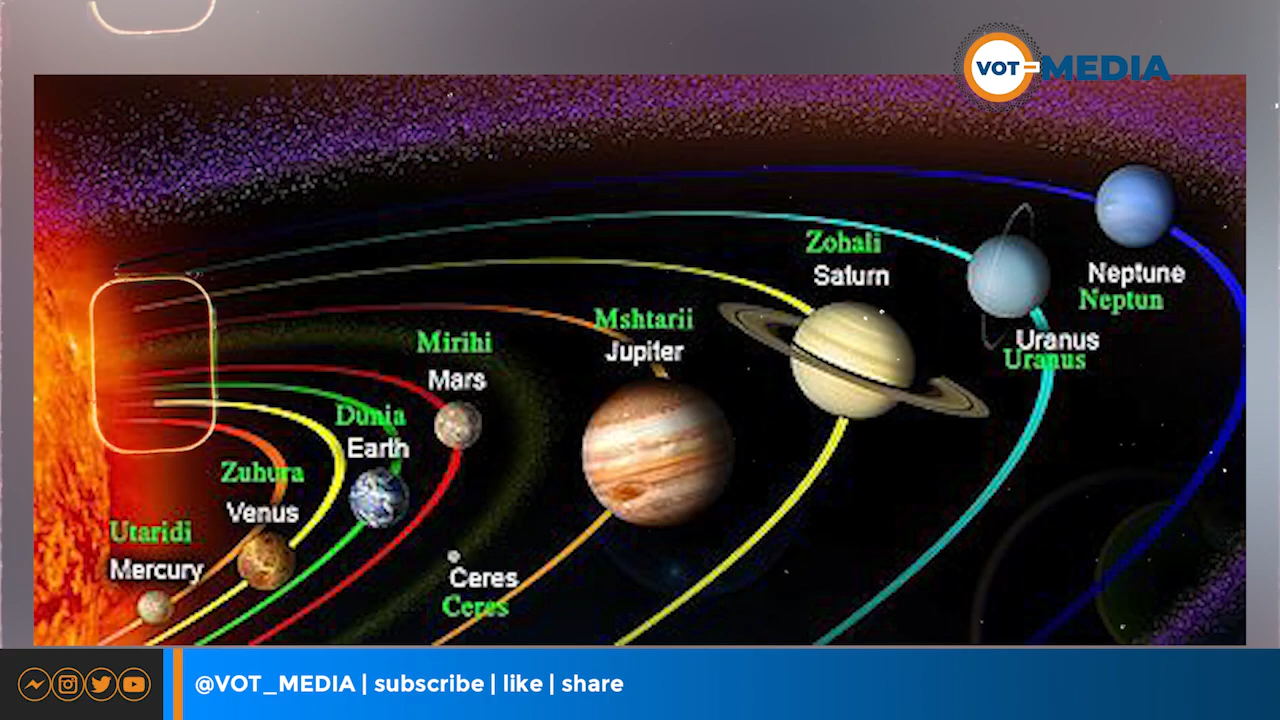 VOT-MEDIA
Zohali
Saturn
Neptune
Neptun
Uranus
Uranus
Mshtarii
Jupiter
Mirihi
Mars
Dunia
Earth
Zuhura
Venus
Utaridi
Mercury
Ceres
Ceres
@VOT_MEDIA | subscribe | like | share